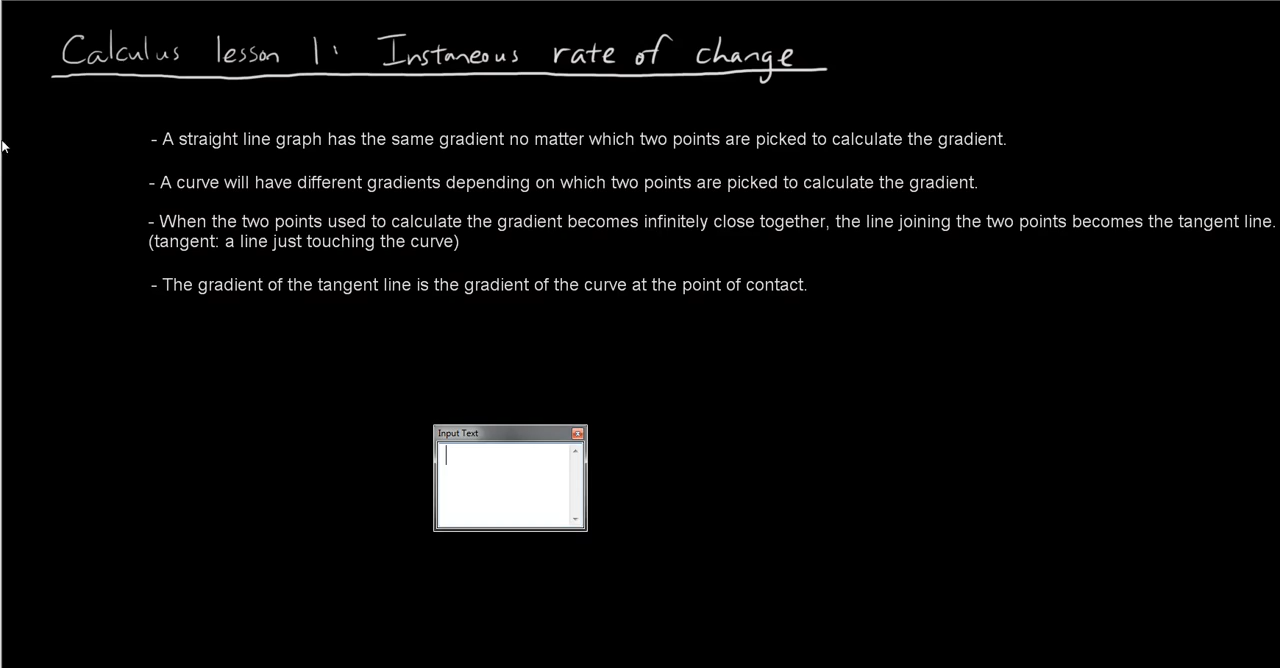 Calculus lesson 1: Instaneous rate of change
- A straight line graph has the same gradient no matter which two points are picked to calculate the gradient.
- A curve will have different gradients depending on which two points are picked to calculate the gradient.
- When the two points used to calculate the gradient becomes infinitely close together, the line joining the two points becomes the tangent line.
(tangent: a line just touching the curve)
- The gradient of the tangent line is the gradient of the curve at the point of contact.
Input Text